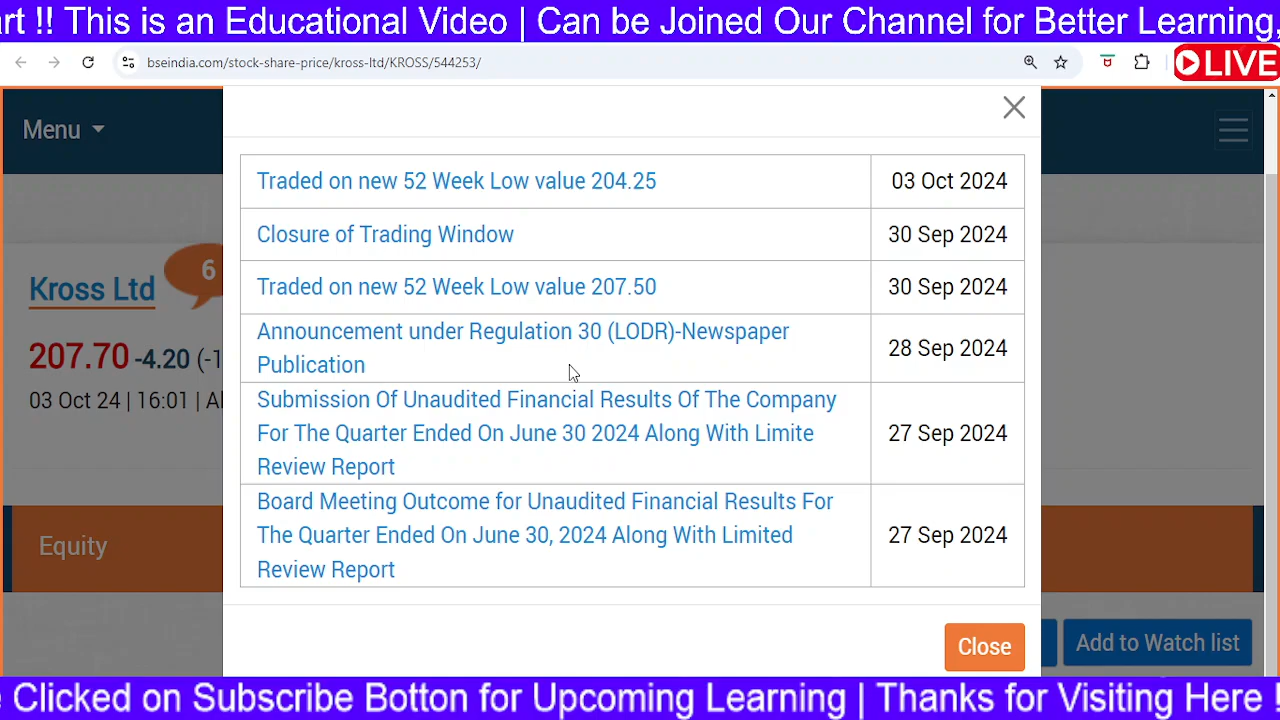 art !! This is an Educational Video | Can be Joined Our Channel for Better Learning,
bseindia.com/stock-share-price/kross-ltd/KROSS/544253/
LIVE
Menu
Traded on new 52 Week Low value 204.25 03 Oct 2024
Closure of Trading Window 30 Sep 2024
Kross Ltd 6
Traded on new 52 Week Low value 207.50 30 Sep 2024
207.70 -4.20 (-1
03 Oct 24 | 16:01 | Al
Announcement under Regulation 30 (LODR)-Newspaper
Publication 28 Sep 2024
Submission Of Unaudited Financial Results Of The Company
For The Quarter Ended On June 30 2024 Along With Limite
Review Report 27 Sep 2024
Board Meeting Outcome for Unaudited Financial Results For
The Quarter Ended On June 30, 2024 Along With Limited
Review Report 27 Sep 2024
Equity
Close
Add to Watch list
Clicked on Subscribe Botton for Upcoming Learning | Thanks for Visiting Here !